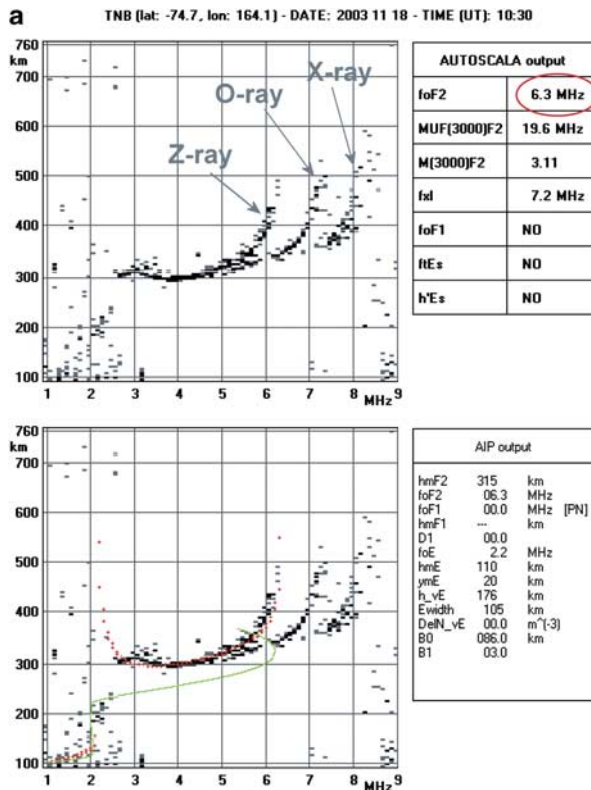 a
TNB (lat: -74.7, lon: 164.1) - DATE: 2003 11 18 - TIME (UT): 10:30
760
km
700
600
500
400
300
200
100
1 2 3 4 5 6 7 8 9
MHz
Z-ray
O-ray
X-ray
AUTOSCALA output
foF2 6.3 MHz
MUF(3000)F2 19.6 MHz
M(3000)F2 3.11
fxI 7.2 MHz
foF1 NO
ftEs NO
h'Es NO
760
km
700
600
500
400
300
200
100
1 2 3 4 5 6 7 8 9
MHz
AIP output
hmF2 315 km
foF2 06.3 MHz
foF1 00.0 MHz [PN]
hmF1 --- km
D1 00.0
foE 2.2 MHz
hmE 110 km
ymE 20 km
h_vE 176 km
Ewidth 105 km
DelN_vE 00.0 m^(-3)
B0 086.0 km
B1 03.0